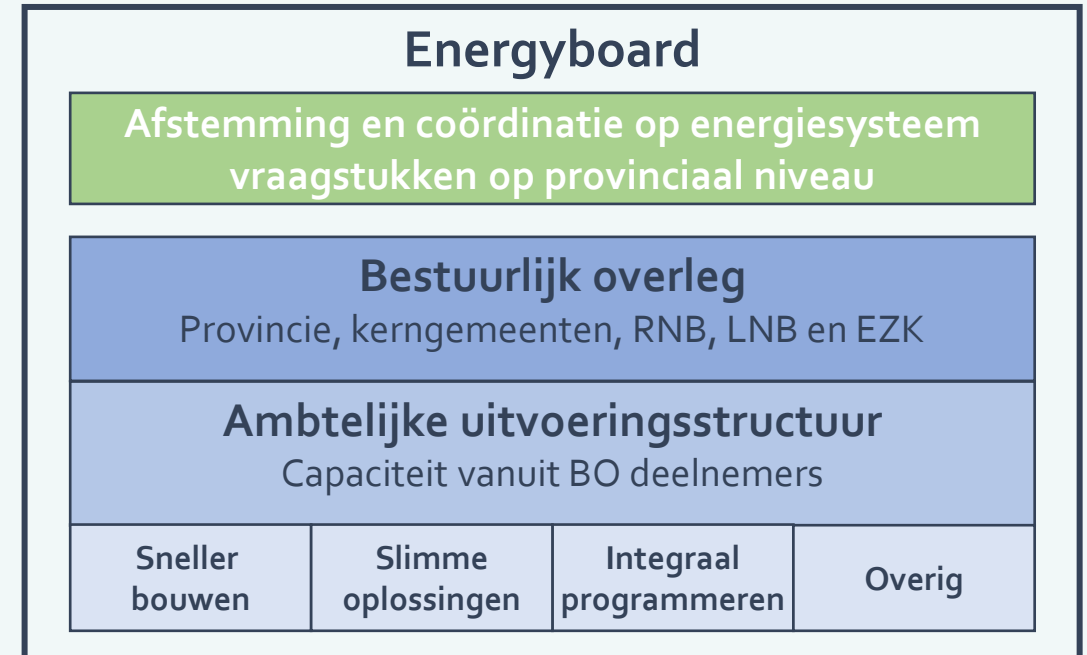 Energyboard
Afstemming en coördinatie op energiesysteem
vraagstukken op provinciaal niveau
Bestuurlijk overleg
Provincie, kerngemeenten, RNB, LNB en EZK
Ambtelijke uitvoeringsstructuur
Capaciteit vanuit BO deelnemers
Sneller
bouwen
Slimme
oplossingen
Integraal
programmeren
Overig